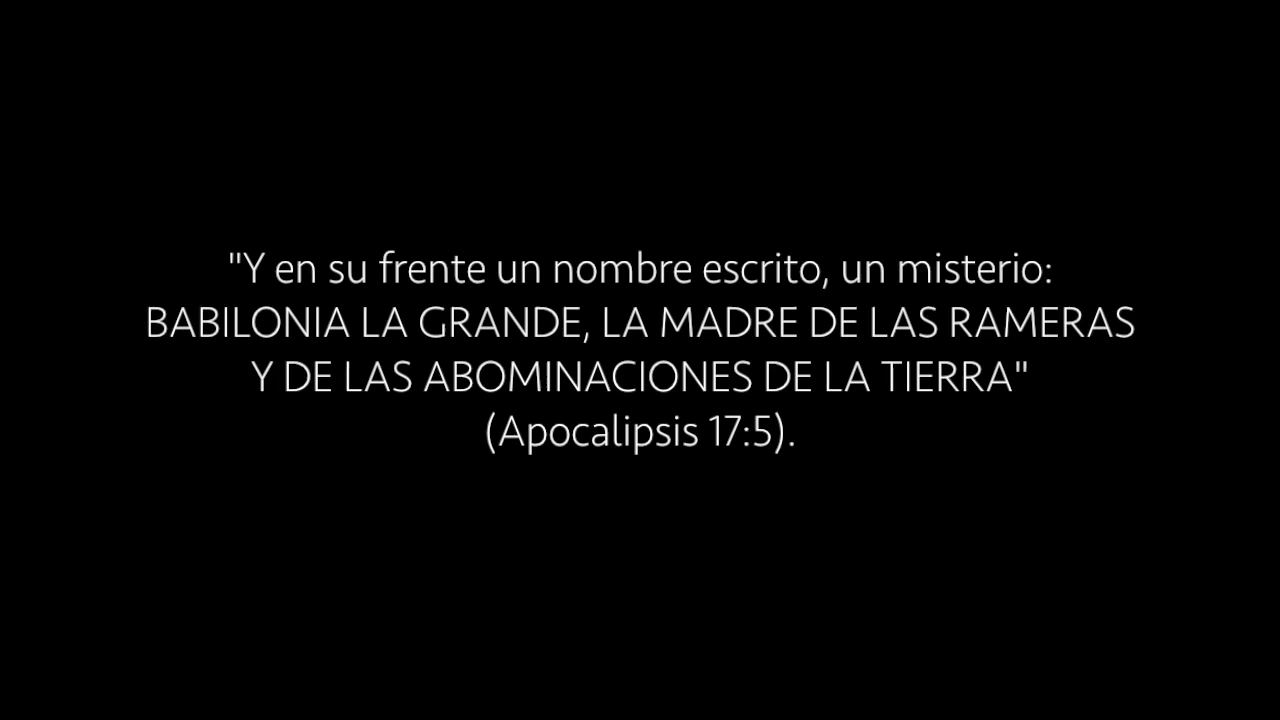 "Y en su frente un nombre escrito, un misterio:
BABILONIA LA GRANDE, LA MADRE DE LAS RAMERAS
Y DE LAS ABOMINACIONES DE LA TIERRA"
(Apocalipsis 17:5).